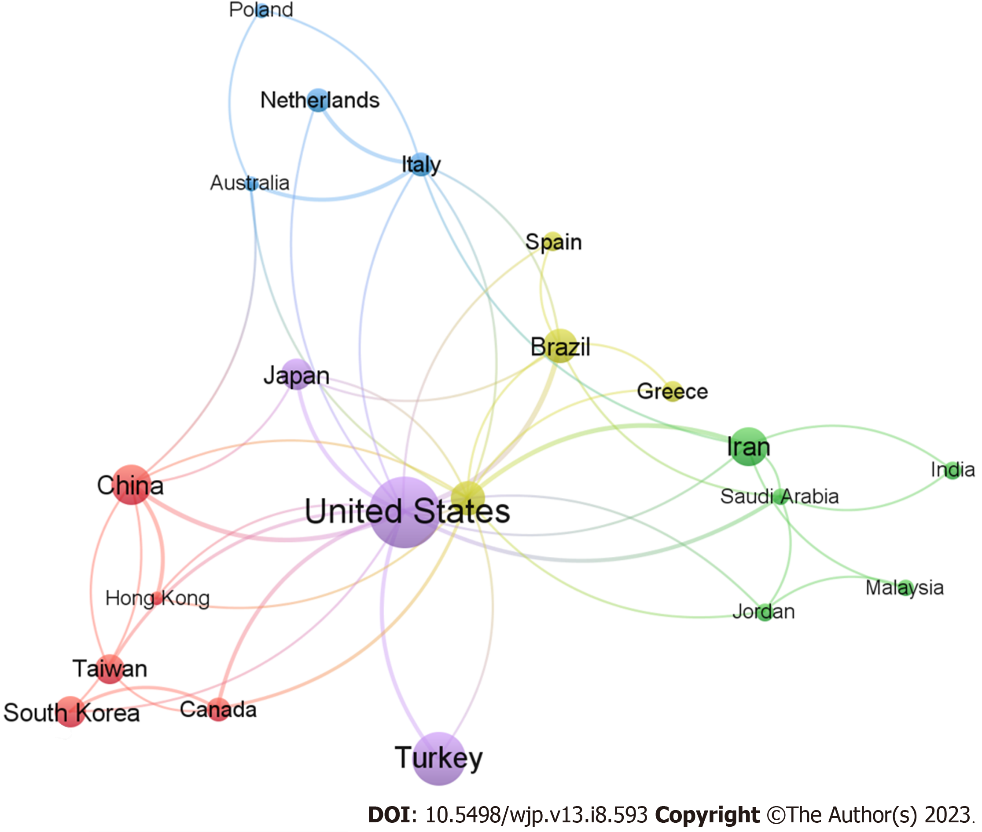 Poland
Netherlands
Italy
Australia
Spain
Brazil
Japan
Greece
Iran
India
China
Saudi Arabia
United States
Malaysia
Hong Kong
Jordan
Taiwan
Canada
South Korea
Turkey
DOI: 10.5498/wjp.v13.i8.593 Copyright ©The Author(s) 2023.